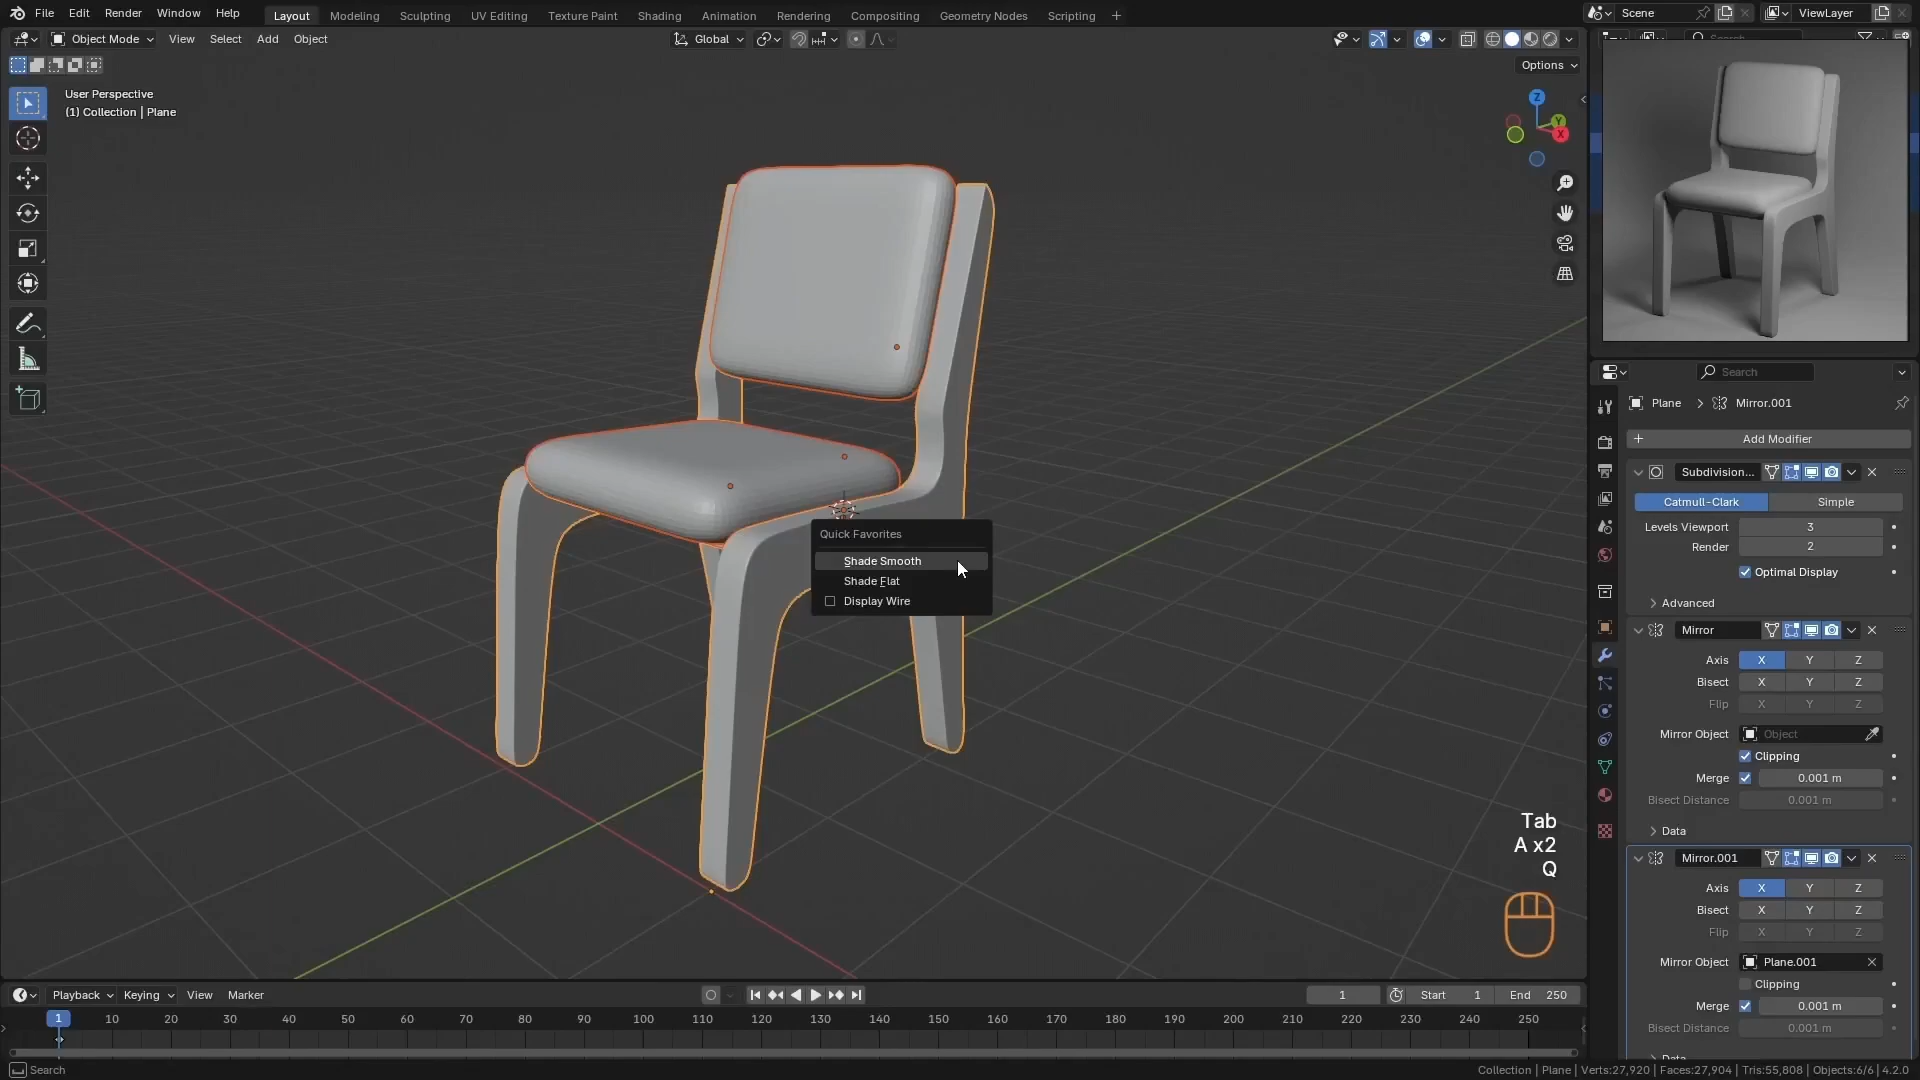 File Edit Render Window Help Layout Modeling Sculpting UV Editing Texture Paint Shading Animation Rendering Compositing Geometry Nodes Scripting + Scene ViewLayer
Object Mode View Select Add Object Global Search
Options
User Perspective
(1) Collection | Plane
Z
Y
X
Quick Favorites
Shade Smooth
Shade Flat
Display Wire
Tab
A x2
Q
Search
Plane > Mirror.001
+ Add Modifier
Subdivision...
Catmull-Clark Simple
Levels Viewport 3
Render 2
Optimal Display
Advanced
Mirror
Axis X Y Z
Bisect X Y Z
Flip X Y Z
Mirror Object Object
Clipping
Merge 0.001 m
Bisect Distance 0.001 m
Data
Mirror.001
Axis X Y Z
Bisect X Y Z
Flip X Y Z
Mirror Object Plane.001
Clipping
Merge 0.001 m
Bisect Distance 0.001 m
Data
Playback Keying View Marker 1 Start 1 End 250
1 10 20 30 40 50 60 70 80 90 100 110 120 130 140 150 160 170 180 190 200 210 220 230 240 250
Search
Collection | Plane | Verts:27,920 | Faces:27,904 | Tris:55,808 | Objects:6/6 | 4.2.0